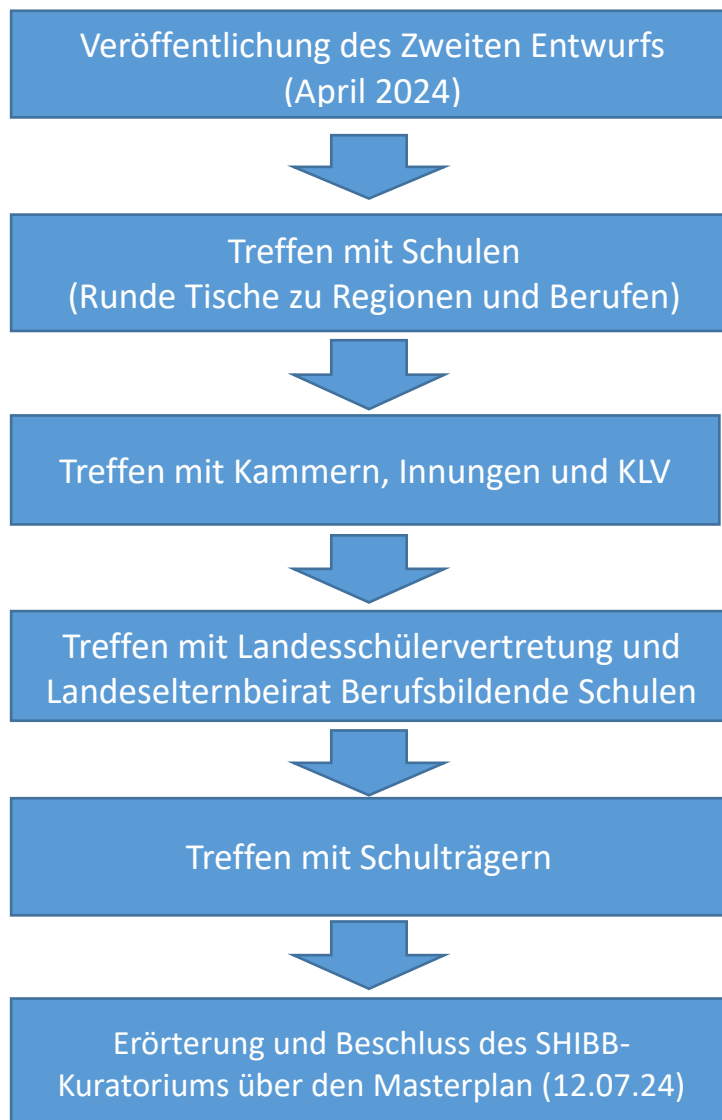 Veröffentlichung des Zweiten Entwurfs
(April 2024)
Treffen mit Schulen
(Runde Tische zu Regionen und Berufen)
Treffen mit Kammern, Innungen und KLV
Treffen mit Landesschülervertretung und
Landeselternbeirat Berufsbildende Schulen
Treffen mit Schulträgern
Erörterung und Beschluss des SHIBB-
Kuratoriums über den Masterplan (12.07.24)